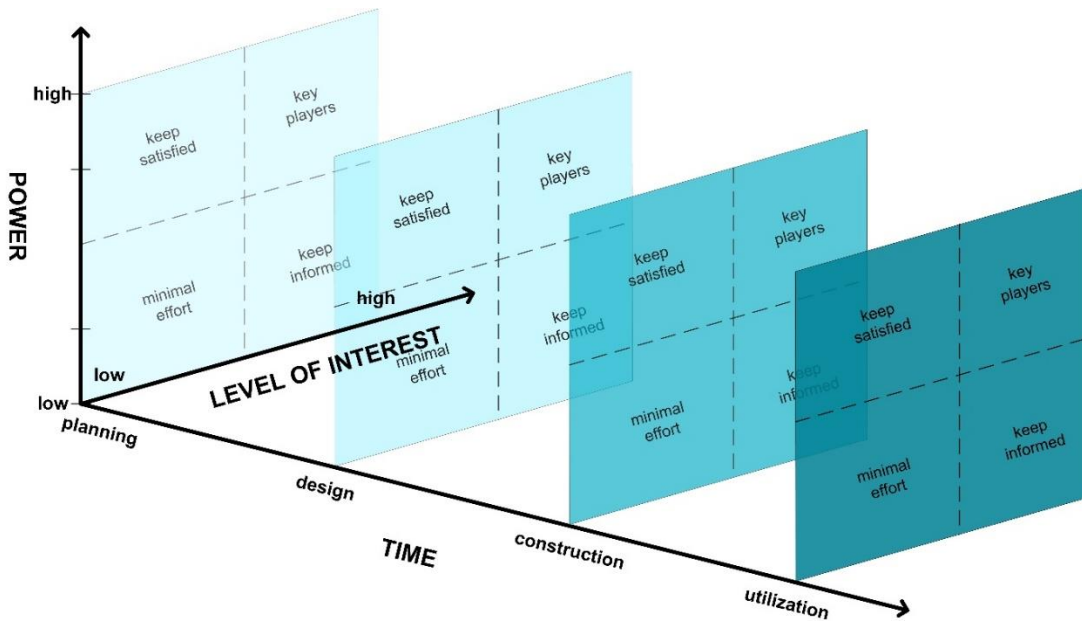 POWER
high
low
low
high
LEVEL OF INTEREST
TIME
planning
design
construction
utilization
keep
satisfied
key
players
minimal
effort
keep
informed
keep
satisfied
key
players
minimal
effort
keep
informed
keep
satisfied
key
players
minimal
effort
keep
informed
keep
satisfied
key
players
minimal
effort
keep
informed